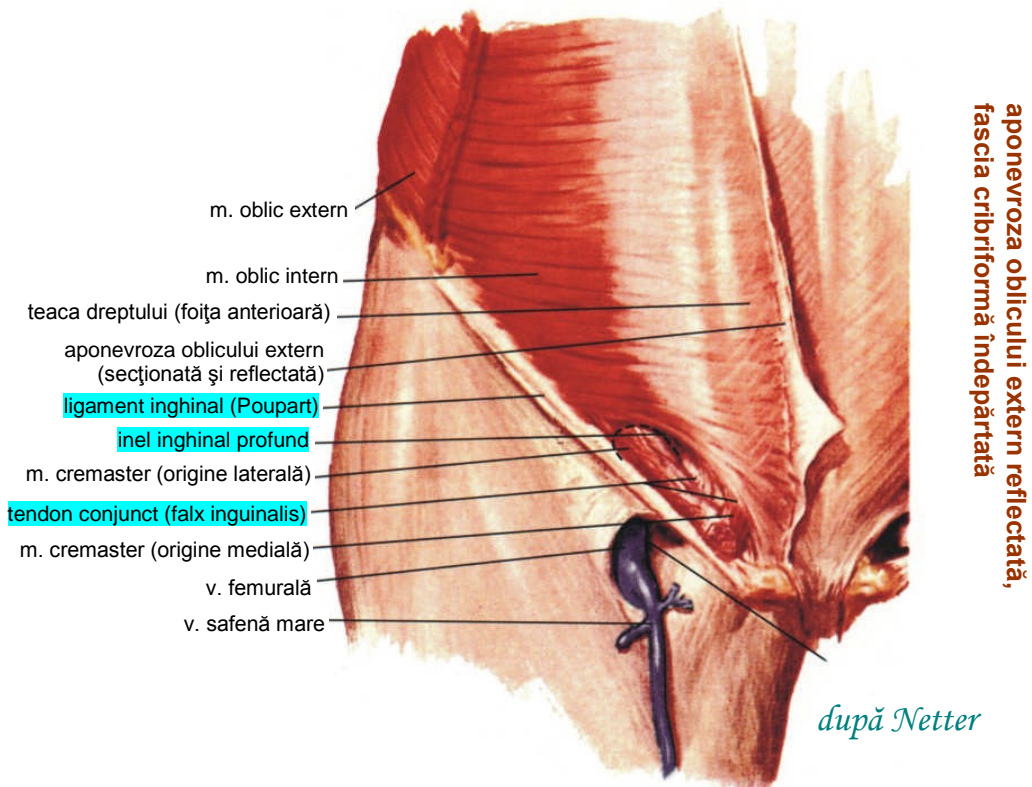 m. oblic extern
m. oblic intern
teaca dreptului (foiţa anterioară)
aponevroza oblicului extern
(secţionată şi reflectată)
ligament inghinal (Poupart)
inel inghinal profund
m. cremaster (origine laterală)
tendon conjunct (falx inguinalis)
m. cremaster (origine medială)
v. femurală
v. safenă mare
aponevroza oblicului extern reflectată,
fascia cribriformă îndepărtată
după Netter